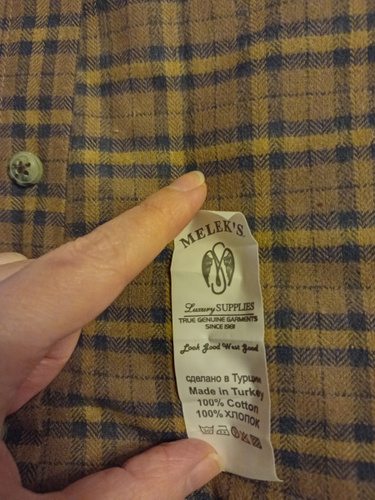 MELEK'S
Luxury SUPPLIES
TRUE GENUINE GARMENTS
SINCE 1981
Look Good Wear Good
сделано в Турции
Made in Turkey
100% Cotton
100% ХЛОПОК